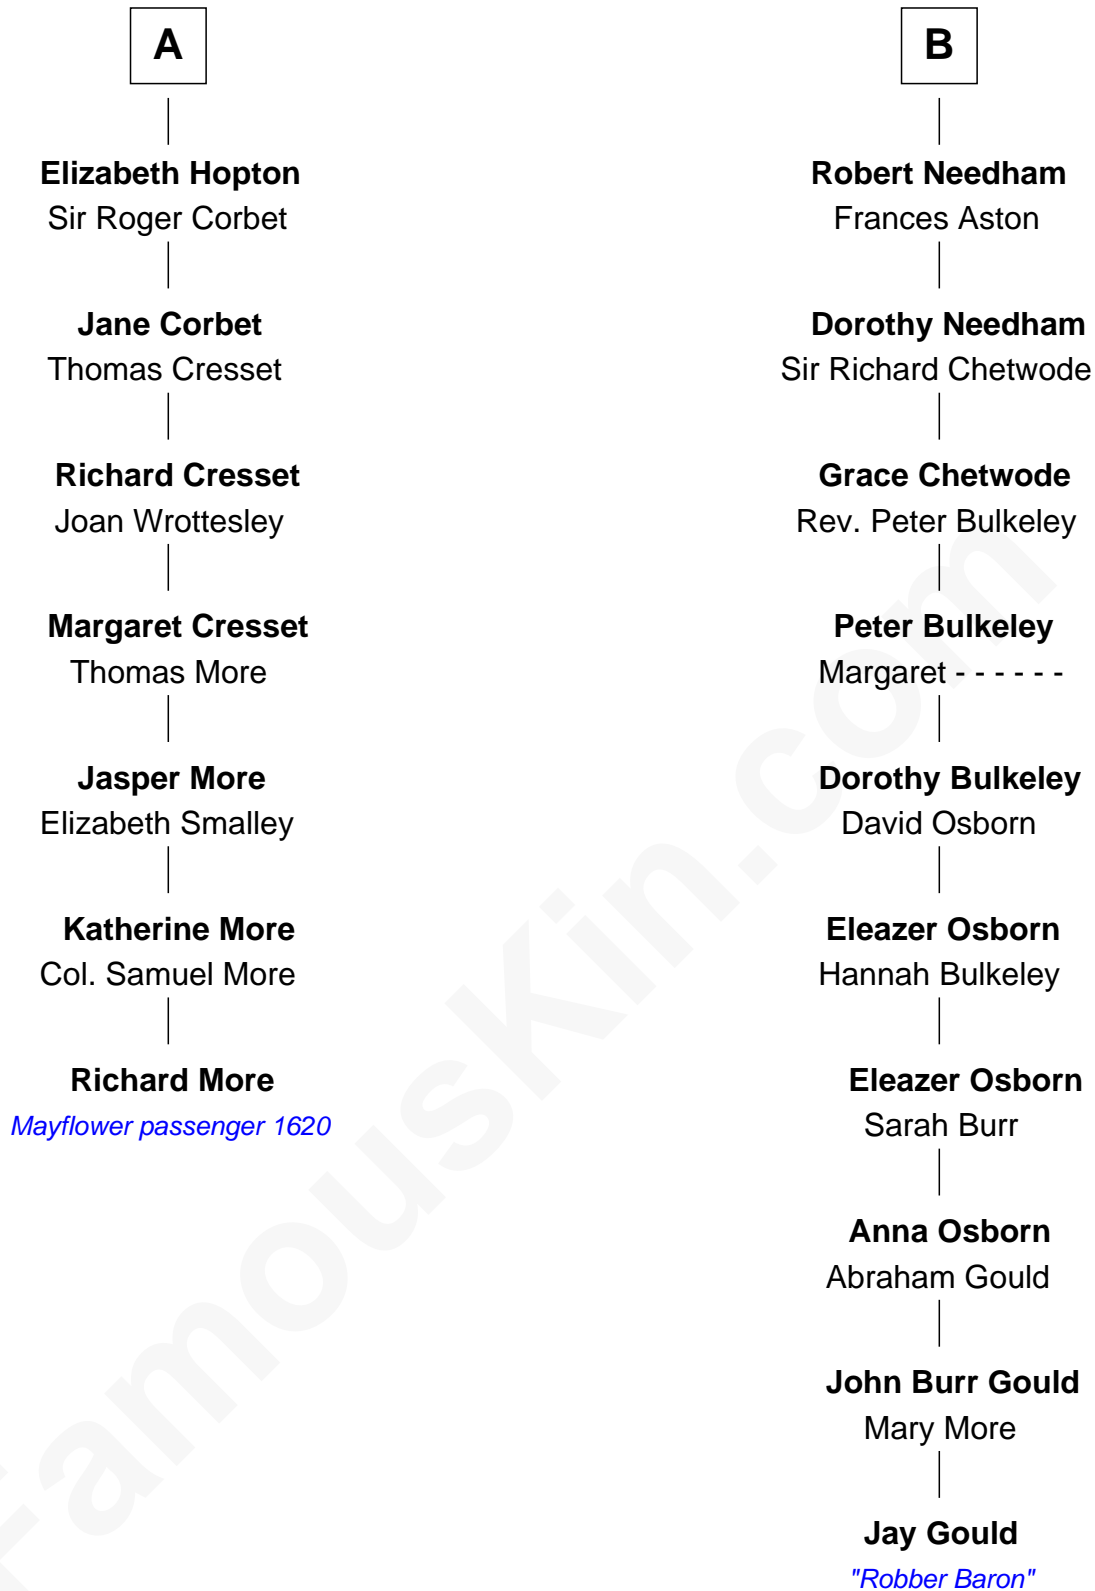 A
Elizabeth Hopton
Sir Roger Corbet
Jane Corbet
Thomas Cresset
Richard Cresset
Joan Wrottesley
Margaret Cresset
Thomas More
Jasper More
Elizabeth Smalley
Katherine More
Col. Samuel More
Richard More
Mayflower passenger 1620
B
Robert Needham
Frances Aston
Dorothy Needham
Sir Richard Chetwode
Grace Chetwode
Rev. Peter Bulkeley
Peter Bulkeley
Margaret - - - - - -
Dorothy Bulkeley
David Osborn
Eleazer Osborn
Hannah Bulkeley
Eleazer Osborn
Sarah Burr
Anna Osborn
Abraham Gould
John Burr Gould
Mary More
Jay Gould
"Robber Baron"
FamousKin.com